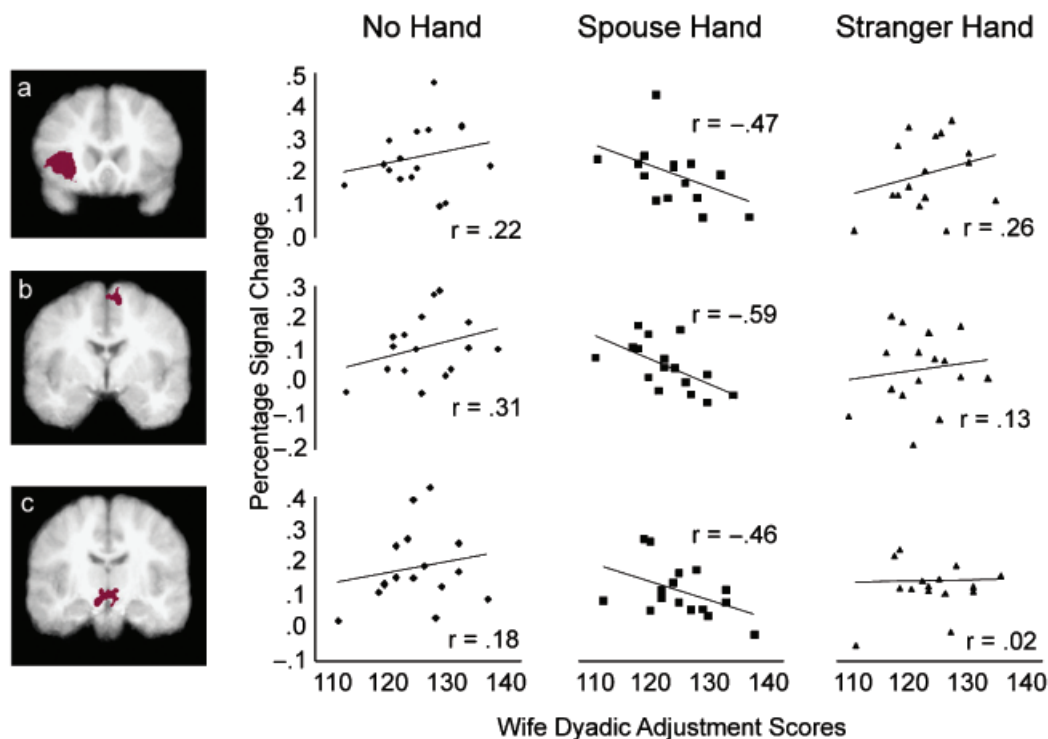 No Hand Spouse Hand Stranger Hand
a
.5
.4
.3
.2
.1
.0
r = .22
r = –.47
r = .26
b
.3
.2
.1
.0
–.1
–.2
r = .31
r = –.59
r = .13
c
.4
.3
.2
.1
.0
–.1
r = .18
r = –.46
r = .02
Percentage Signal Change
110 120 130 140 110 120 130 140 110 120 130 140
Wife Dyadic Adjustment Scores